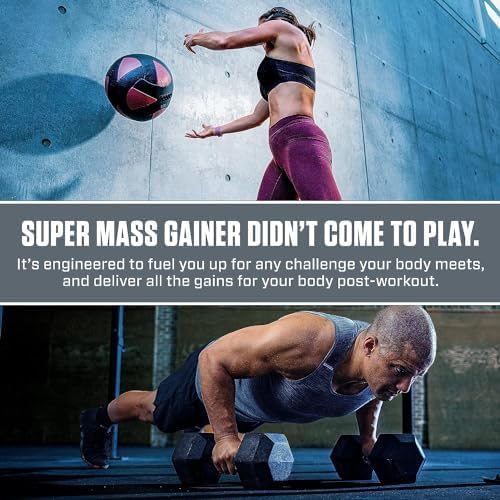 SUPER MASS GAINER DIDN'T COME TO PLAY.
It's engineered to fuel you up for any challenge your body meets,
and deliver all the gains for your body post-workout.